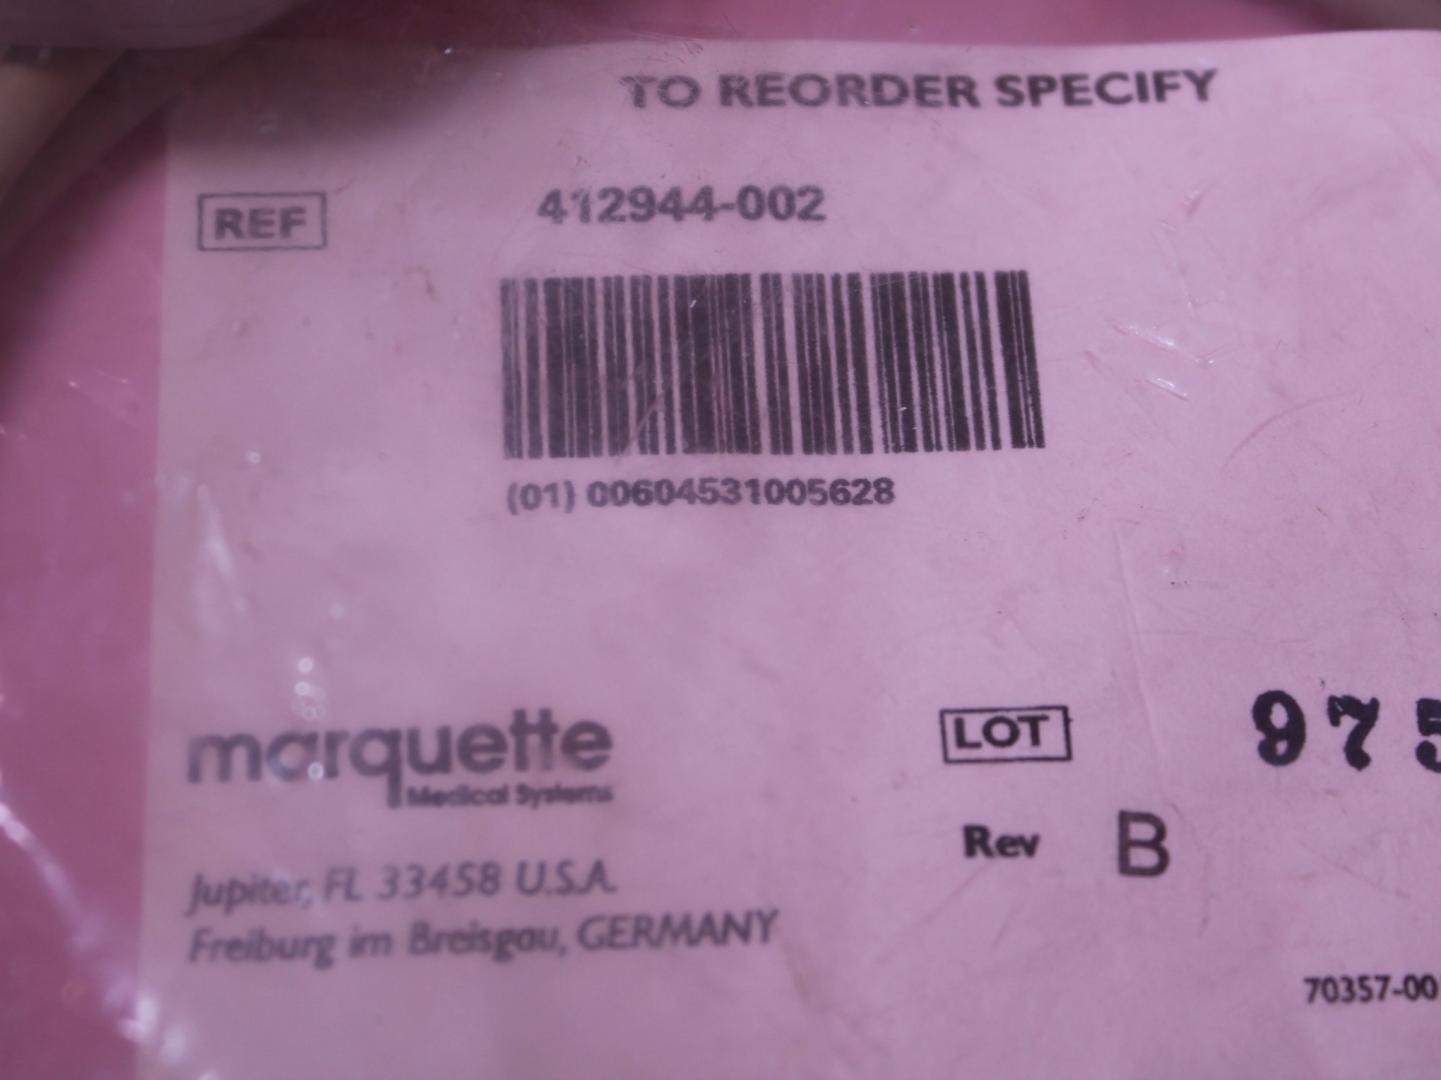 TO REORDER SPECIFY
REF 412944-002
(01) 00604531005628
marquette
Medical Systems
LOT 975
Rev B
Jupiter, FL 33458 U.S.A.
Freiburg im Breisgau, GERMANY
70357-00